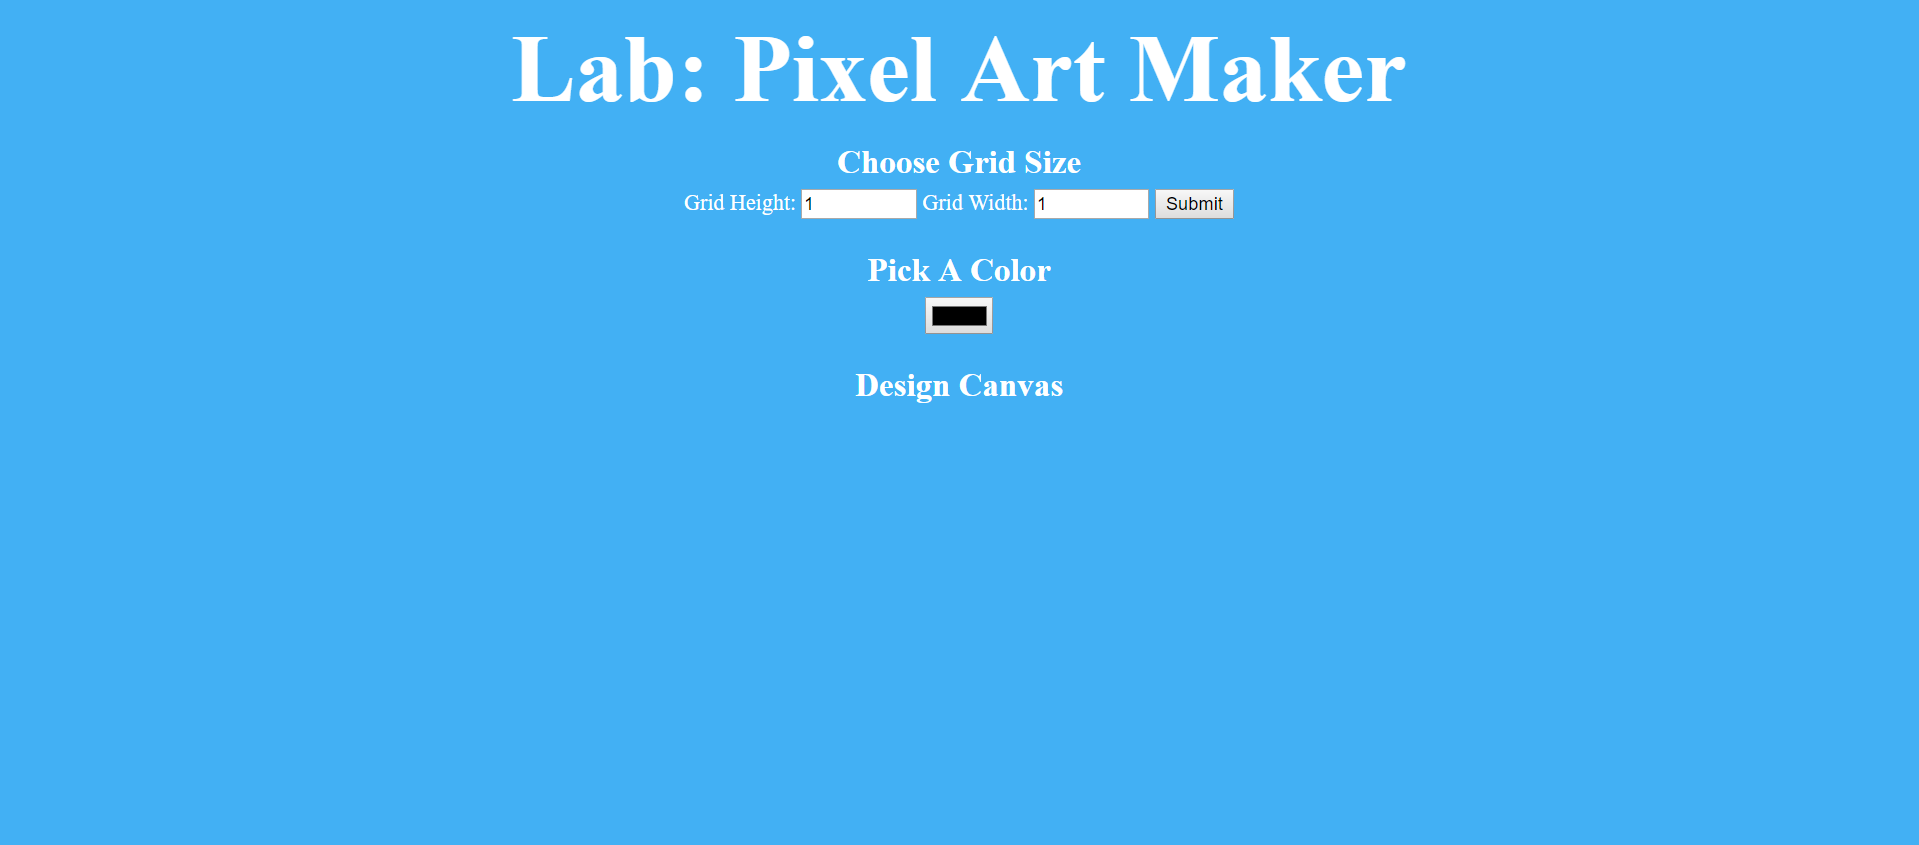 Lab: Pixel Art Maker
Choose Grid Size
Grid Height: 1 Grid Width: 1 Submit
Pick A Color
Design Canvas